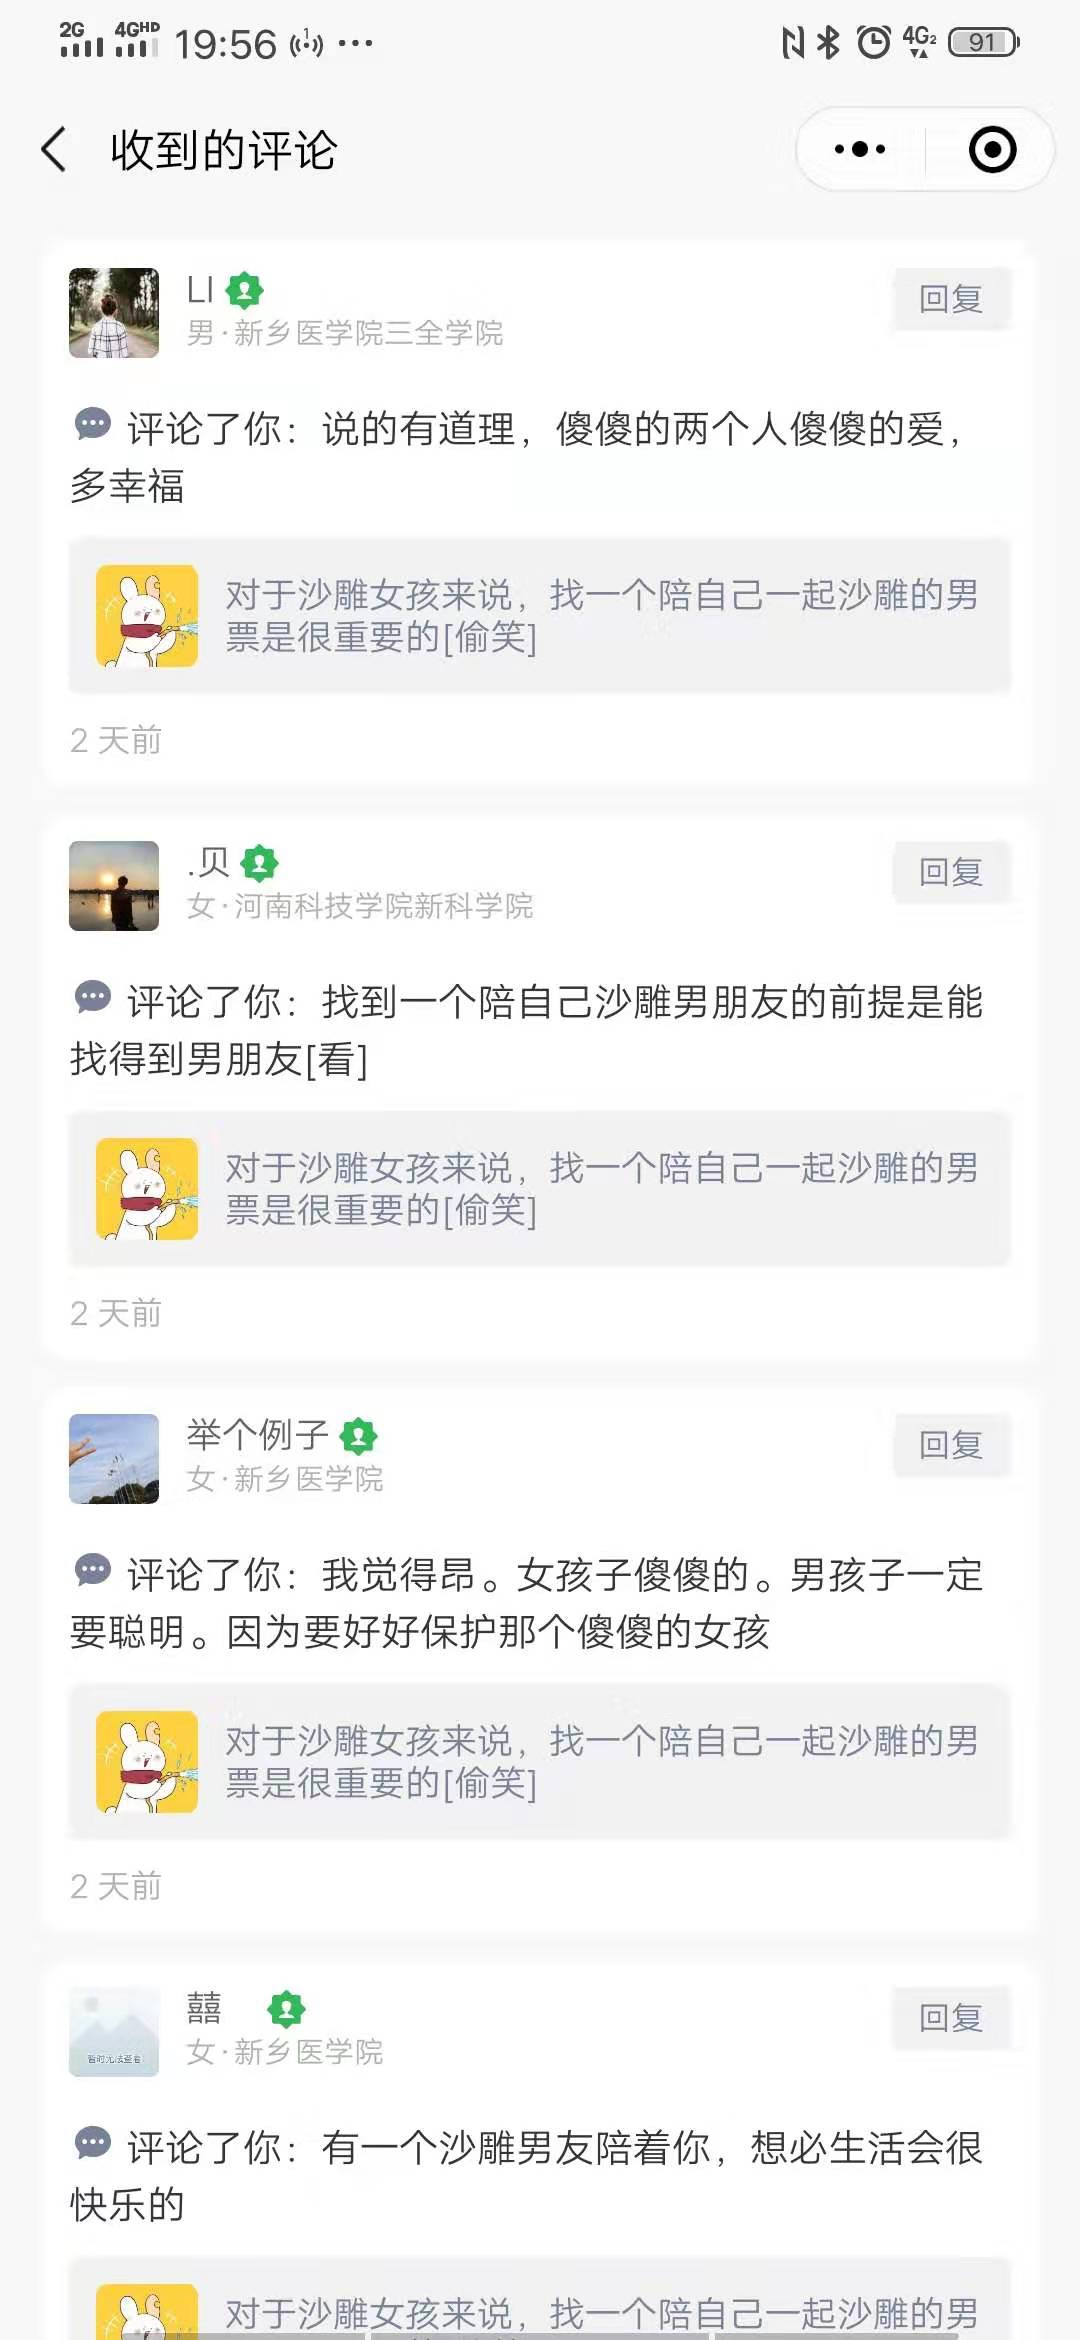 2G 4GHD 19:56 1 4G2 91
收到的评论
LI
回复
男·新乡医学院三全学院
评论了你：说的有道理，傻傻的两个人傻傻的爱，
多幸福
对于沙雕女孩来说，找一个陪自己一起沙雕的男
票是很重要的[偷笑]
2 天前
.贝
回复
女·河南科技学院新科学院
评论了你：找到一个陪自己沙雕男朋友的前提是能
找得到男朋友[看]
对于沙雕女孩来说，找一个陪自己一起沙雕的男
票是很重要的[偷笑]
2 天前
举个例子
回复
女·新乡医学院
评论了你：我觉得昂。女孩子傻傻的。男孩子一定
要聪明。因为要好好保护那个傻傻的女孩
对于沙雕女孩来说，找一个陪自己一起沙雕的男
票是很重要的[偷笑]
2 天前
囍
回复
女·新乡医学院
暂时无法查看
评论了你：有一个沙雕男友陪着你，想必生活会很
快乐的
对于沙雕女孩来说，找一个陪自己一起沙雕的男